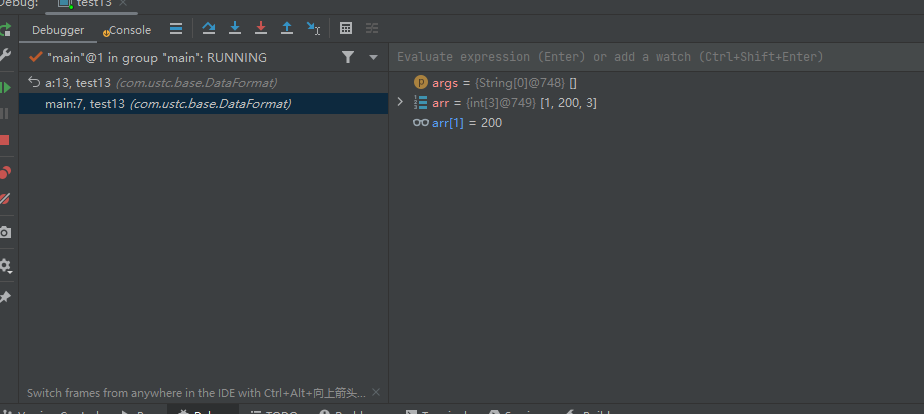 Debug:
test13
Debugger
Console
"main"@1 in group "main": RUNNING
Evaluate expression (Enter) or add a watch (Ctrl+Shift+Enter)
a:13, test13 (com.ustc.base.DataFormat)
p args = {String[0]@748} []
main:7, test13 (com.ustc.base.DataFormat)
arr = {int[3]@749} [1, 200, 3]
arr[1] = 200
Switch frames from anywhere in the IDE with Ctrl+Alt+向上箭头...